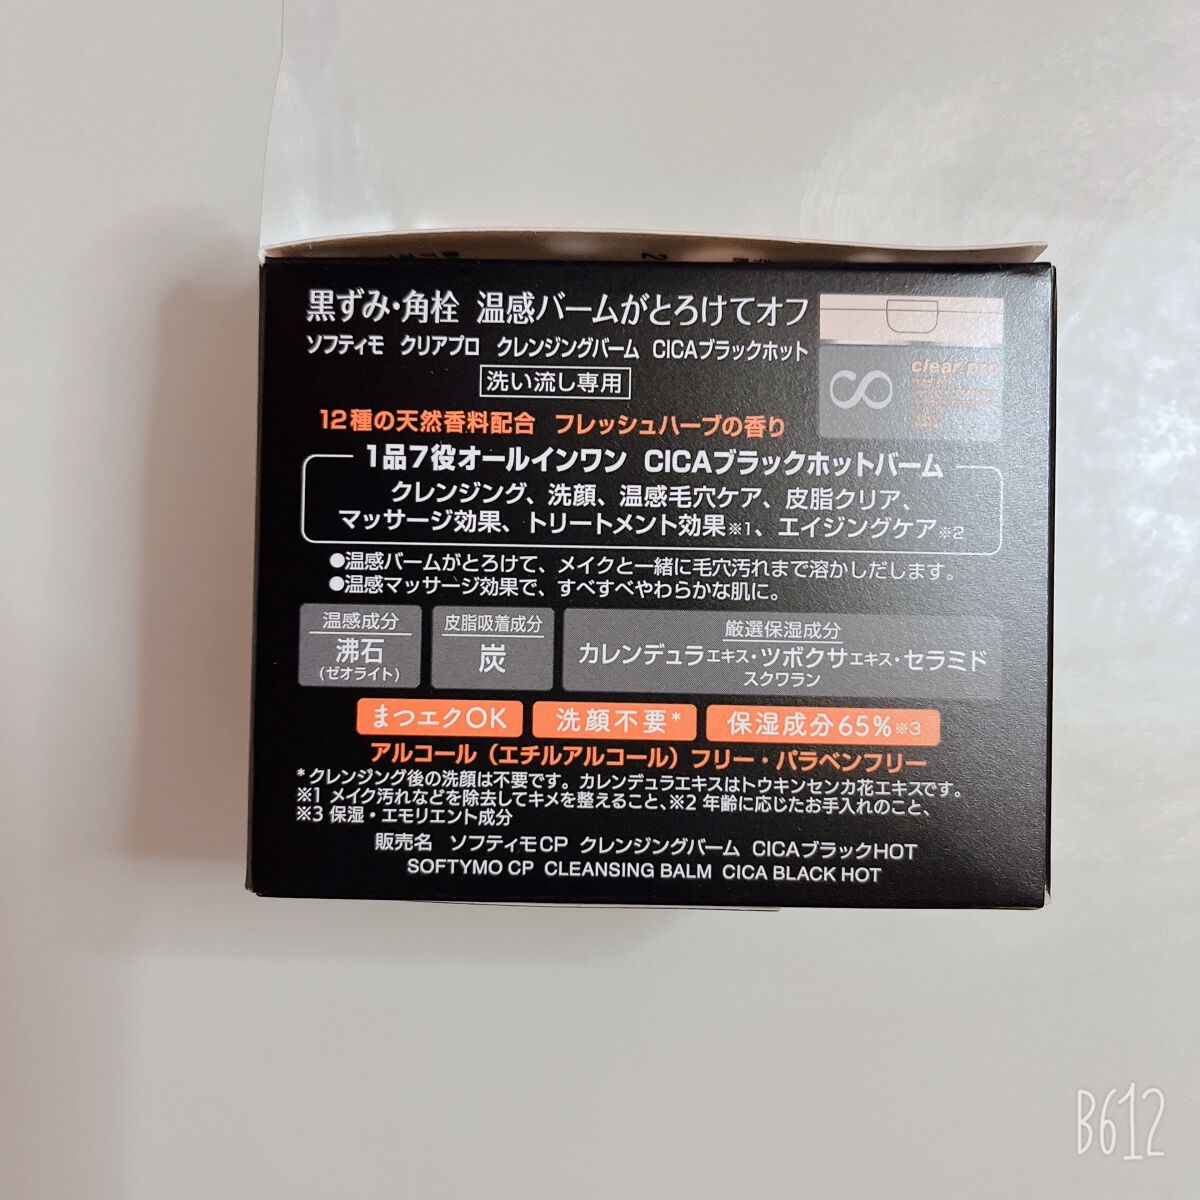 黒ずみ・角栓 温感バームがとろけてオフ
ソフティモ クリアプロ クレンジングバーム CICAブラックホット
洗い流し専用
clear pro
12種の天然香料配合 フレッシュハーブの香り
1品7役オールインワン CICAブラックホットバーム
クレンジング、洗顔、温感毛穴ケア、皮脂クリア、
マッサージ効果、トリートメント効果※1、エイジングケア※2
●温感バームがとろけて、メイクと一緒に毛穴汚れまで溶かしだします。
●温感マッサージ効果で、すべすべやわらかな肌に。
温感成分
沸石
(ゼオライト)
皮脂吸着成分
炭
厳選保湿成分
カレンデュラエキス・ツボクサエキス・セラミド
スクワラン
まつエクOK
洗顔不要*
保湿成分65%※3
アルコール（エチルアルコール）フリー・パラベンフリー
*クレンジング後の洗顔は不要です。カレンデュラエキスはトウキンセンカ花エキスです。
※1 メイク汚れなどを除去してキメを整えること、※2 年齢に応じたお手入れのこと、
※3 保湿・エモリエント成分
販売名 ソフティモCP クレンジングバーム CICAブラックHOT
SOFTYMO CP CLEANSING BALM CICA BLACK HOT
B612